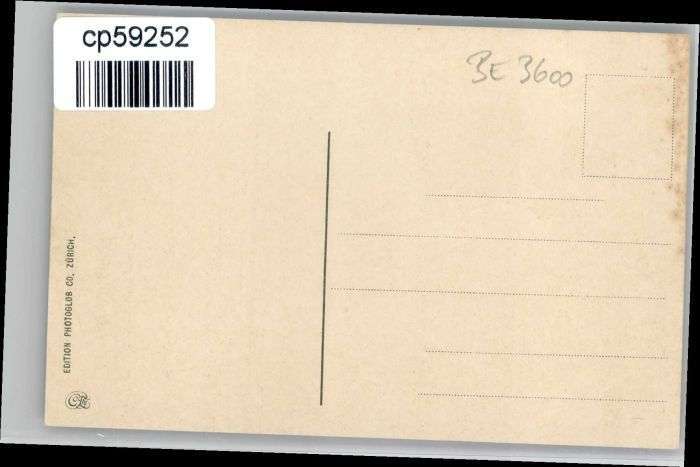 cp59252
BE 3600
EDITION PHOTOGLOB CO, ZÜRICH.